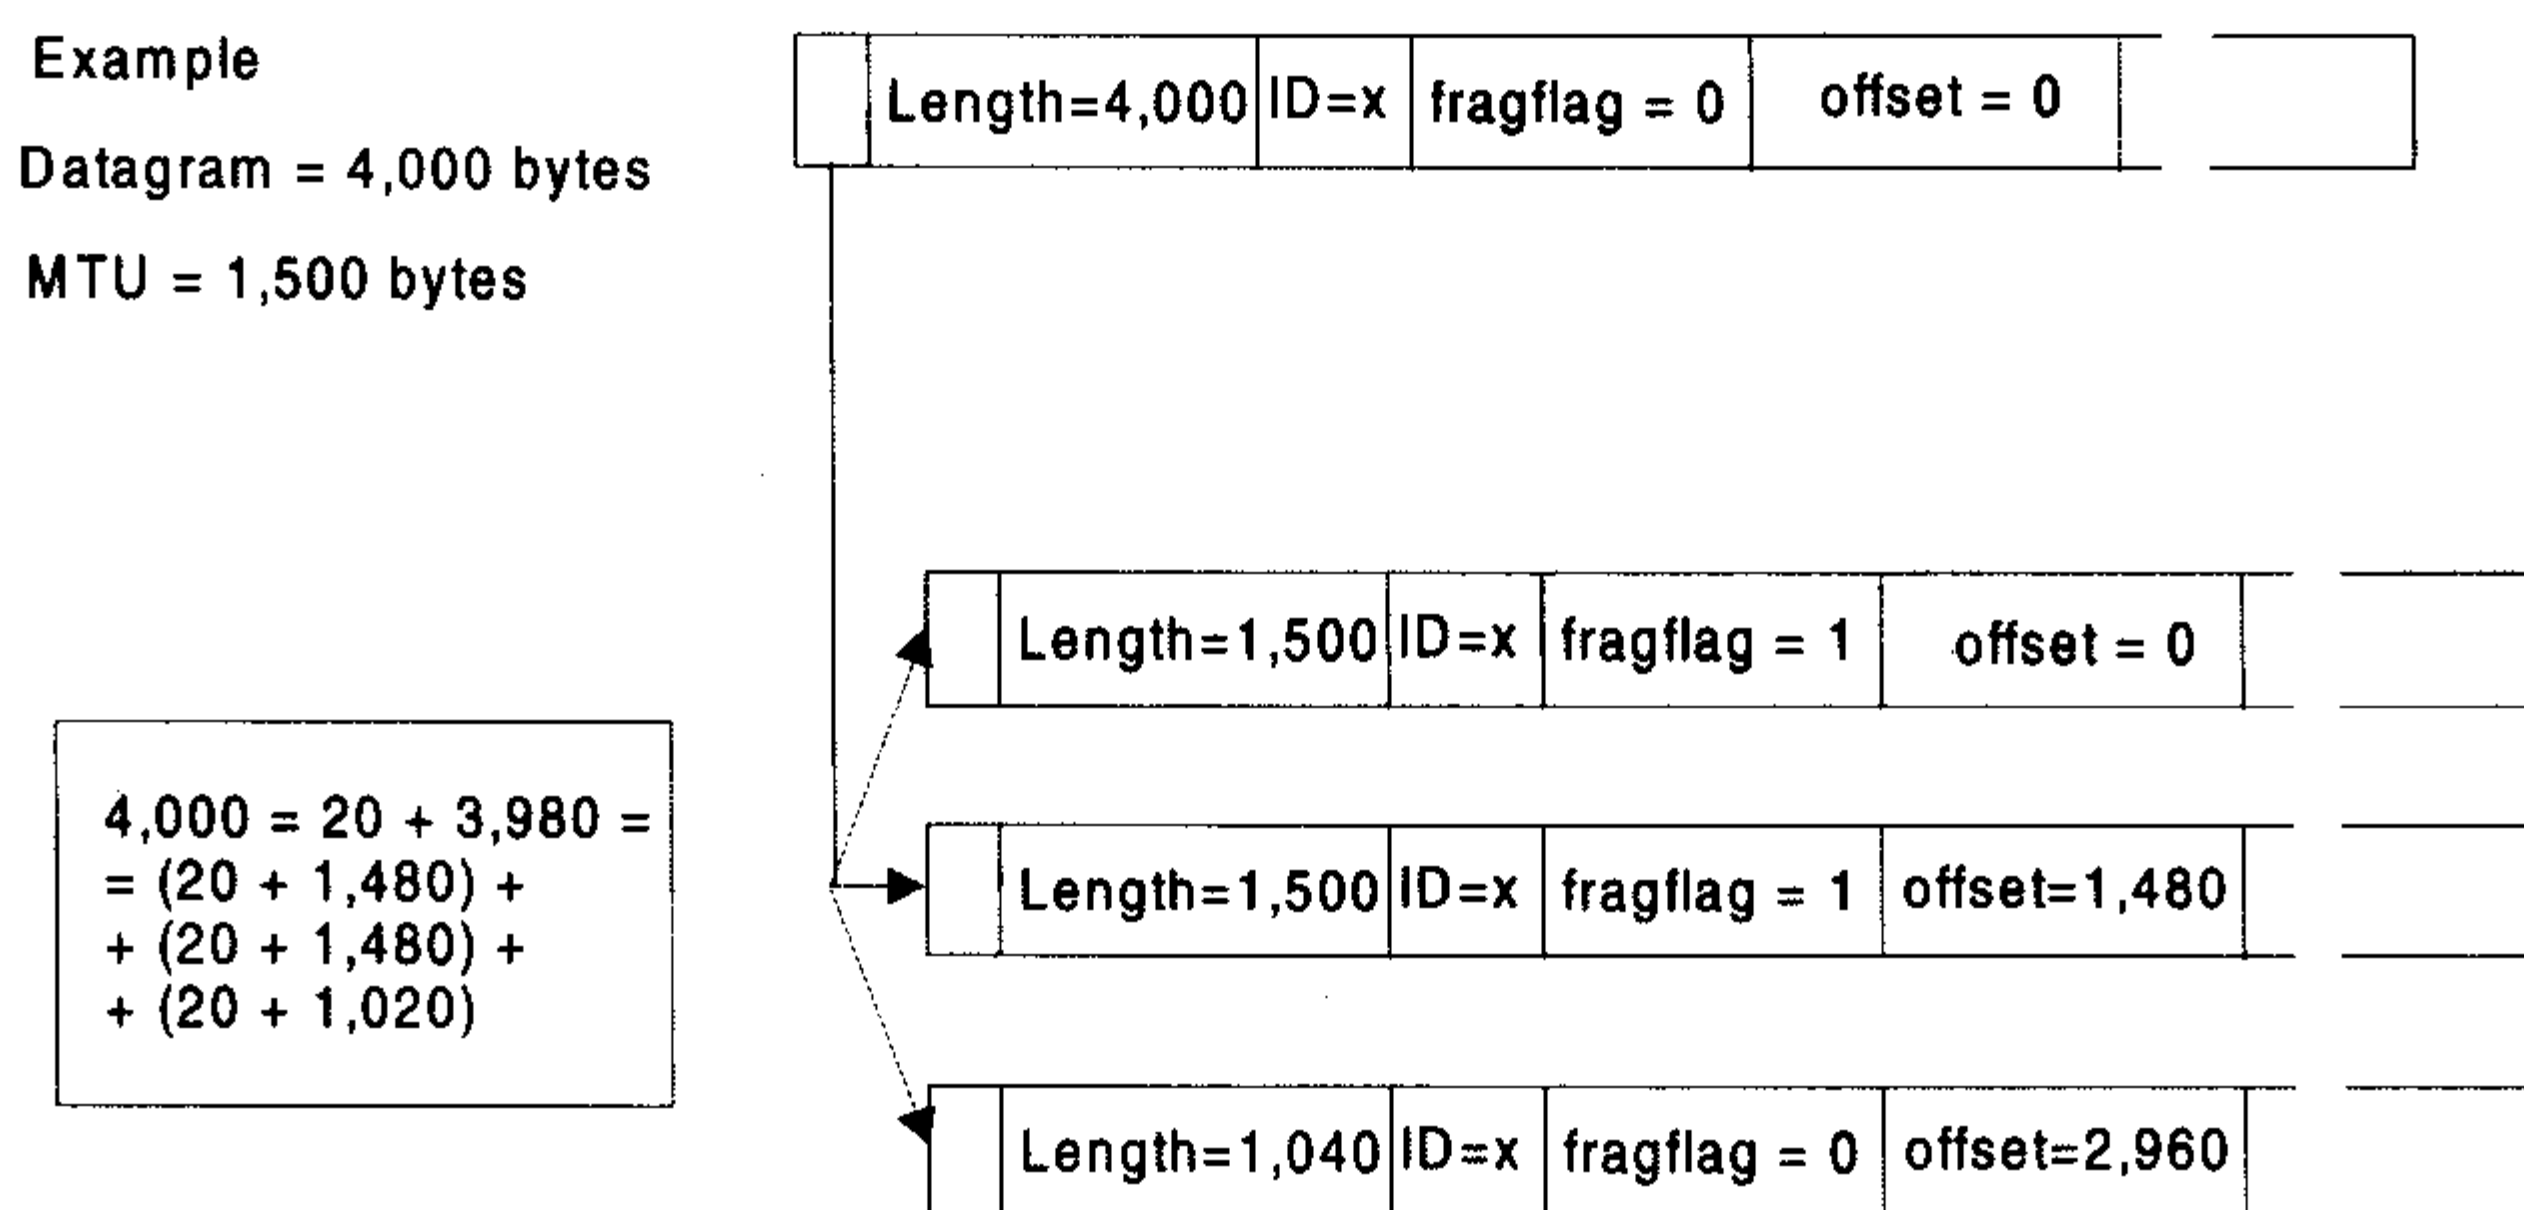 Example
Datagram = 4,000 bytes
MTU = 1,500 bytes
Length=4,000 ID=x fragflag = 0 offset = 0
Length=1,500 ID=x fragflag = 1 offset = 0
Length=1,500 ID=x fragflag = 1 offset=1,480
Length=1,040 ID=x fragflag = 0 offset=2,960
4,000 = 20 + 3,980 =
= (20 + 1,480) +
+ (20 + 1,480) +
+ (20 + 1,020)